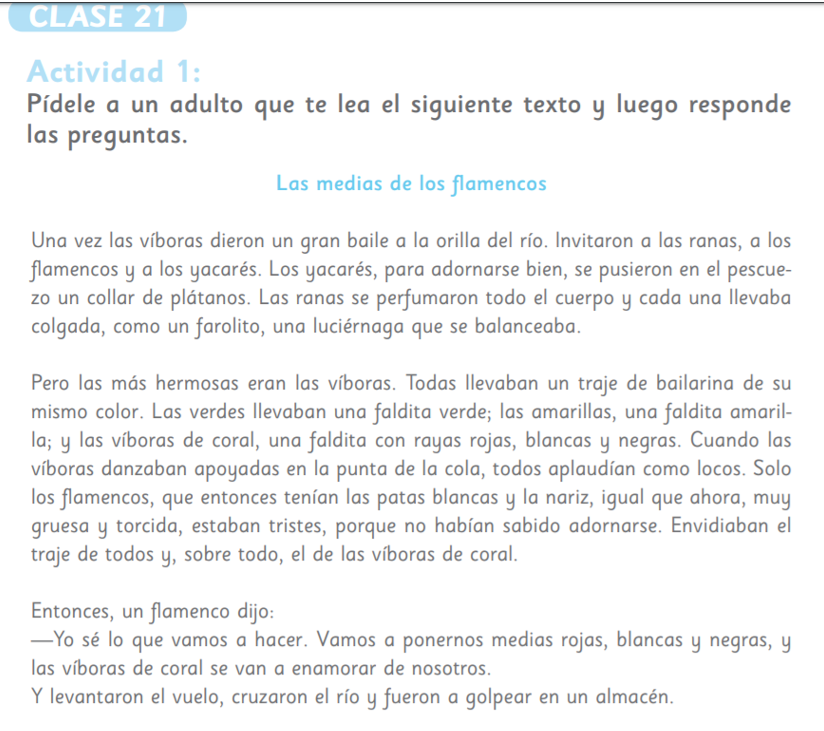 CLASE 21
Actividad 1:
Pídele a un adulto que te lea el siguiente texto y luego responde
las preguntas.
Las medias de los flamencos
Una vez las víboras dieron un gran baile a la orilla del río. Invitaron a las ranas, a los
flamencos y a los yacarés. Los yacarés, para adornarse bien, se pusieron en el pescue-
zo un collar de plátanos. Las ranas se perfumaron todo el cuerpo y cada una llevaba
colgada, como un farolito, una luciérnaga que se balanceaba.
Pero las más hermosas eran las víboras. Todas llevaban un traje de bailarina de su
mismo color. Las verdes llevaban una faldita verde; las amarillas, una faldita amaril-
la; y las víboras de coral, una faldita con rayas rojas, blancas y negras. Cuando las
víboras danzaban apoyadas en la punta de la cola, todos aplaudían como locos. Solo
los flamencos, que entonces tenían las patas blancas y la nariz, igual que ahora, muy
gruesa y torcida, estaban tristes, porque no habían sabido adornarse. Envidiaban el
traje de todos y, sobre todo, el de las víboras de coral.
Entonces, un flamenco dijo:
—Yo sé lo que vamos a hacer. Vamos a ponernos medias rojas, blancas y negras, y
las víboras de coral se van a enamorar de nosotros.
Y levantaron el vuelo, cruzaron el río y fueron a golpear en un almacén.